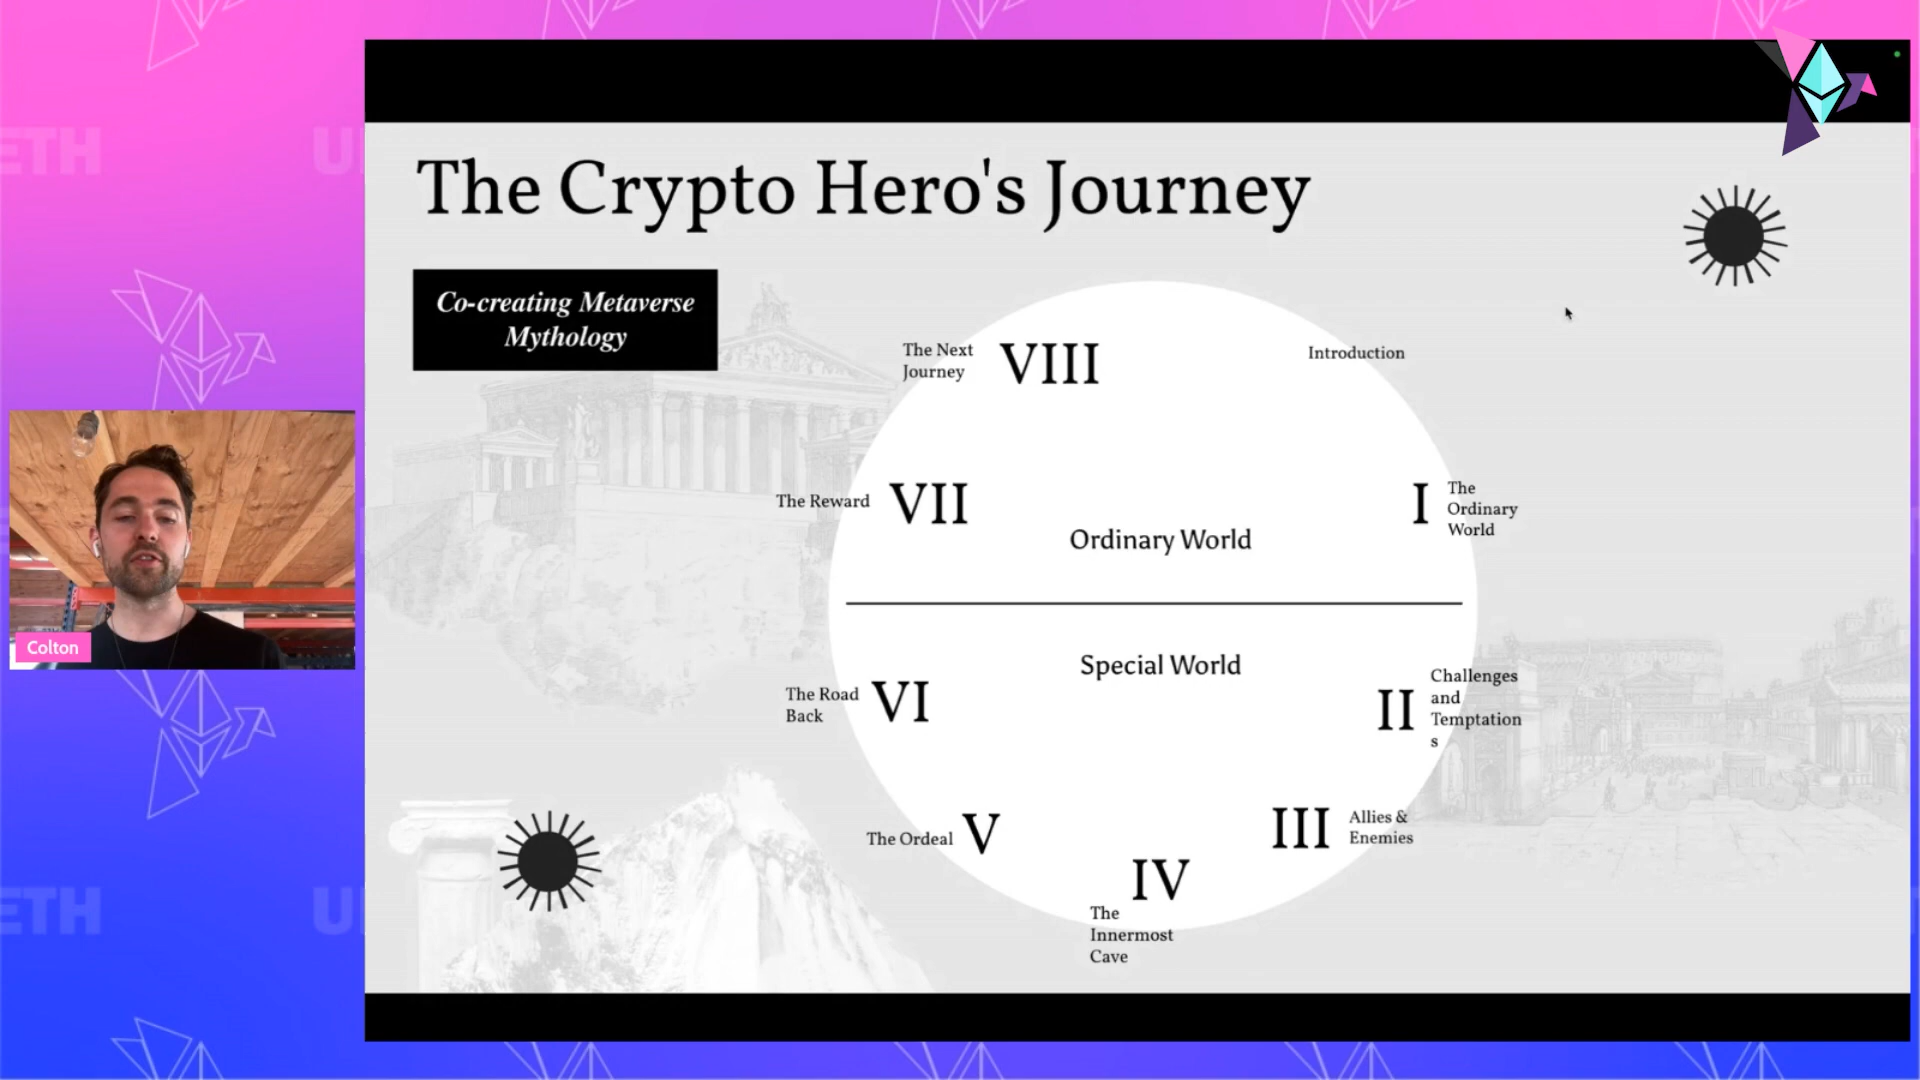 The Crypto Hero's Journey
Co-creating Metaverse
Mythology
Introduction
I
The
Ordinary
World
II
Challenges
and
Temptation
s
III
Allies &
Enemies
IV
The
Innermost
Cave
V
The Ordeal
VI
The Road
Back
VII
The Reward
VIII
The Next
Journey
Ordinary World
Special World
Colton
ETH
U
ETH
U